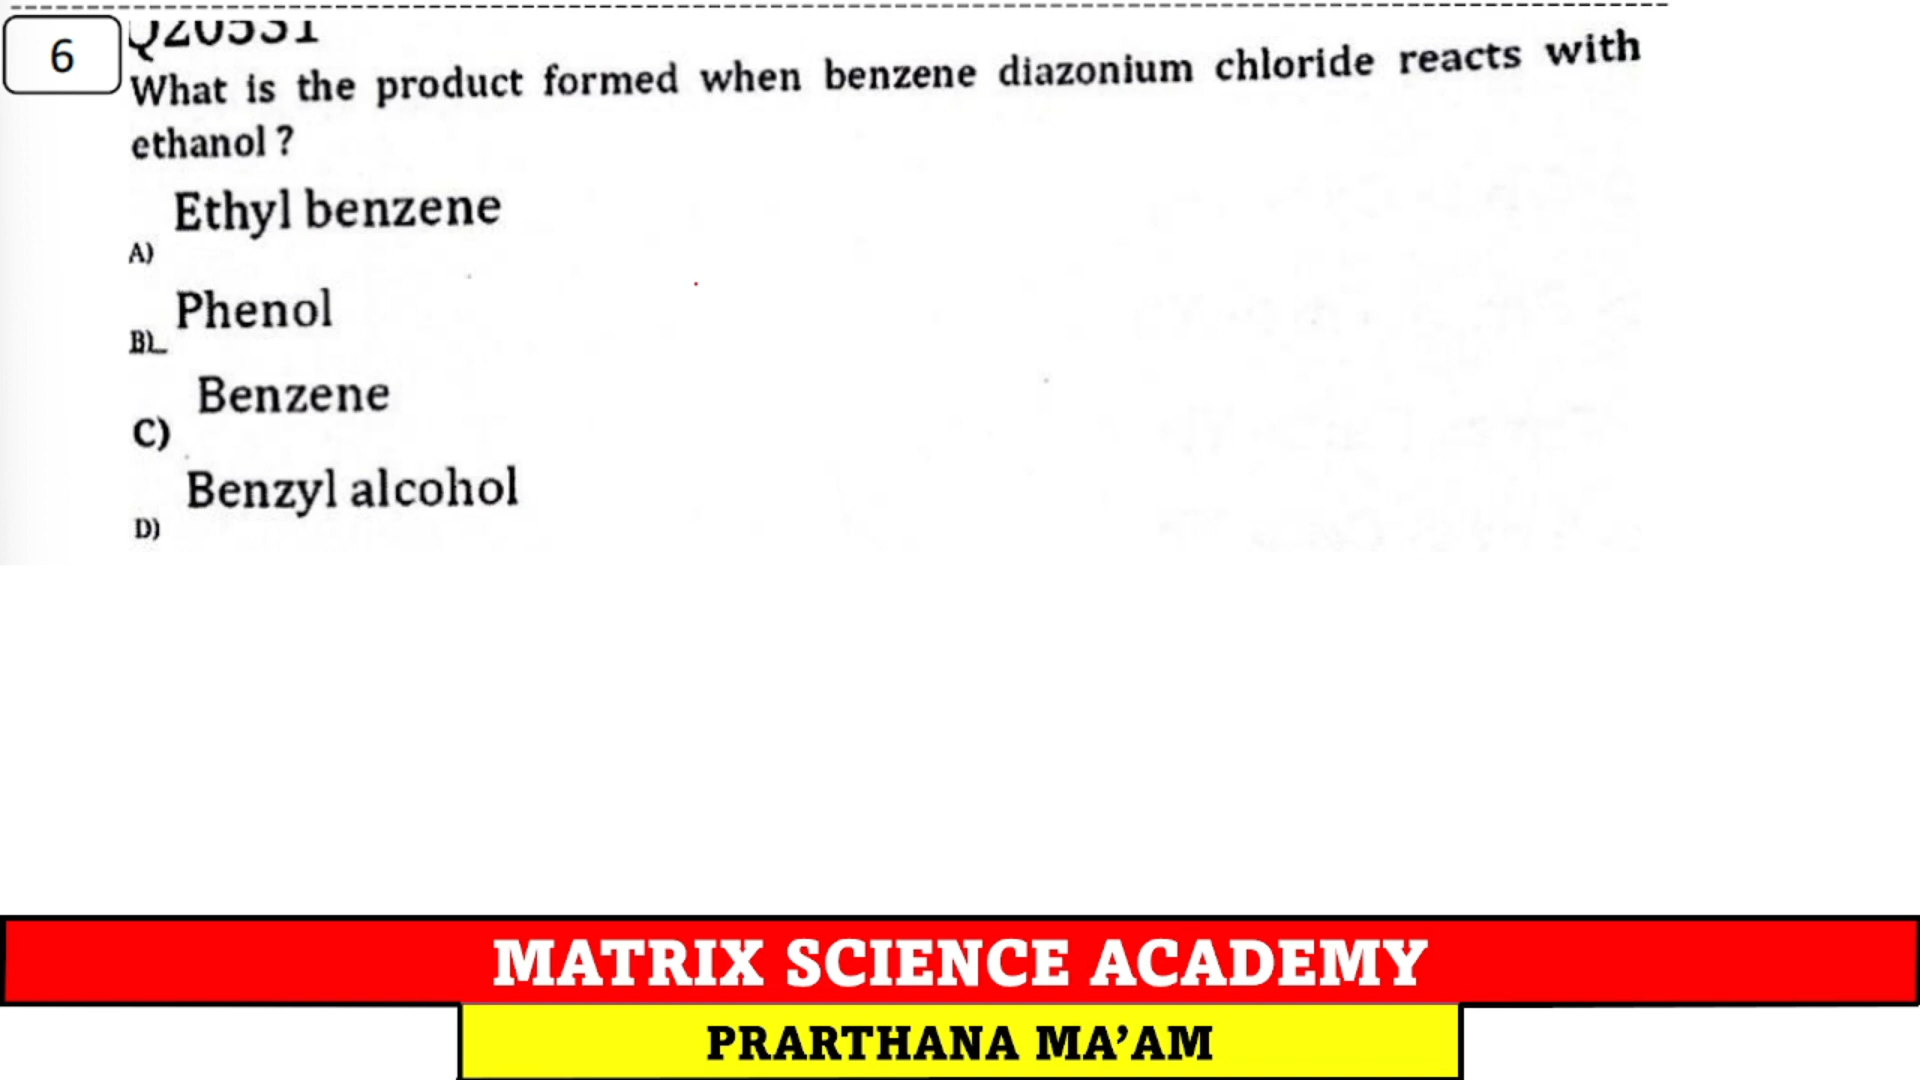 6
Q20531
What is the product formed when benzene diazonium chloride reacts with
ethanol ?
Ethyl benzene
A)
Phenol
B)
Benzene
C)
Benzyl alcohol
D)
MATRIX SCIENCE ACADEMY
PRARTHANA MA’AM